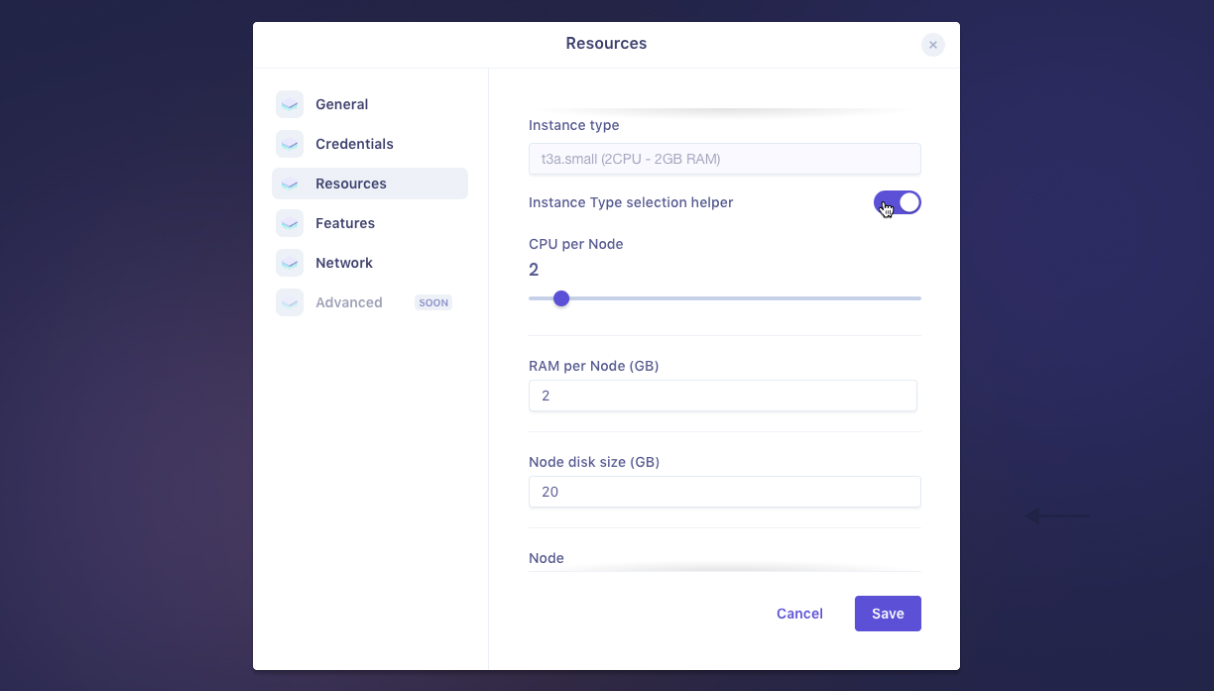 Resources
General
Credentials
Resources
Features
Network
Advanced SOON
Instance type
t3a.small (2CPU - 2GB RAM)
Instance Type selection helper
CPU per Node
2
RAM per Node (GB)
2
Node disk size (GB)
20
Node
Cancel Save